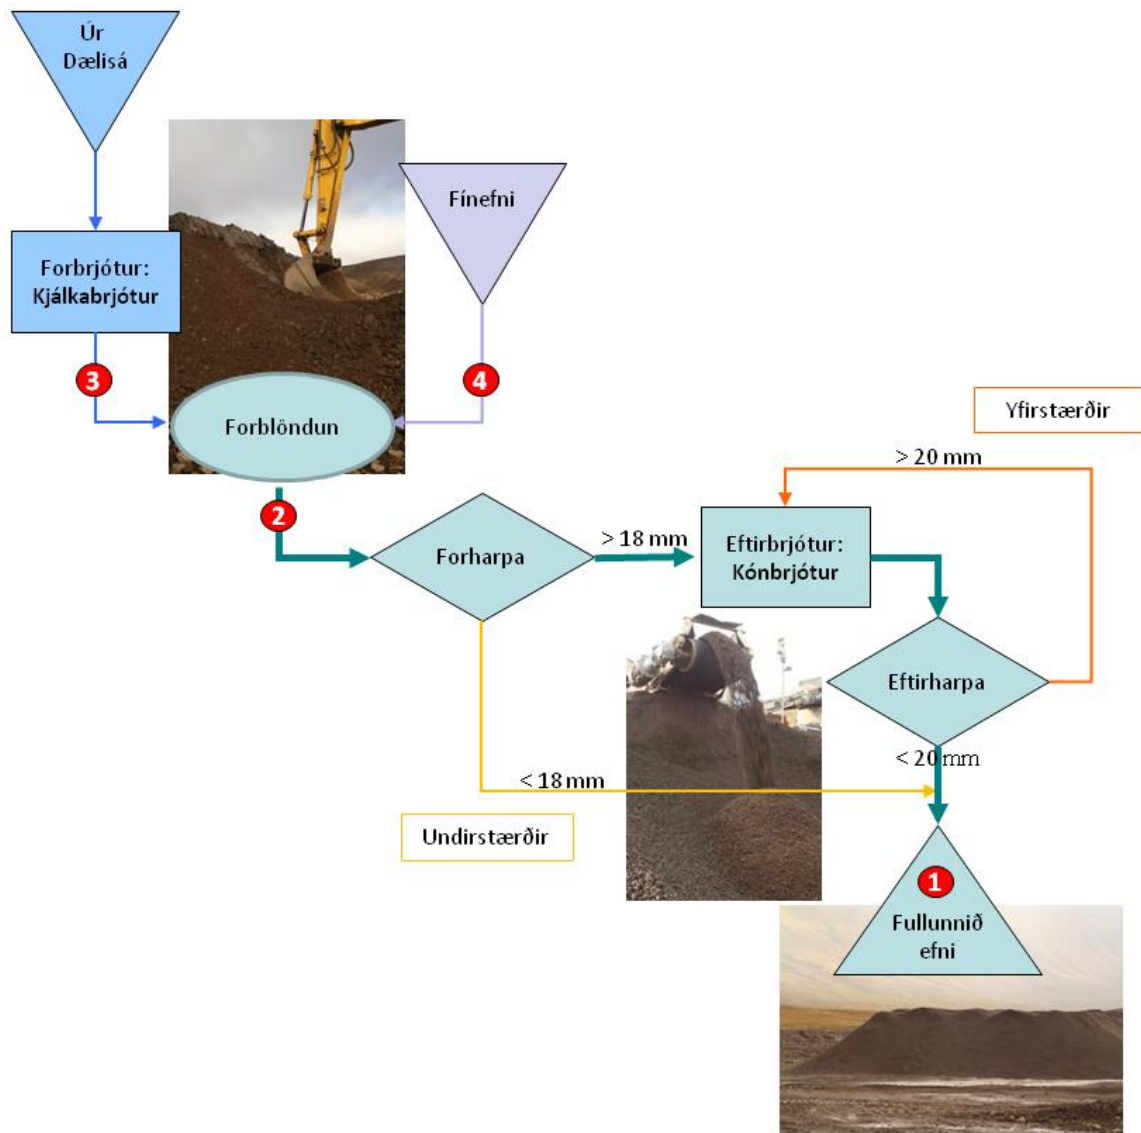 Úr
Dælisá
Fínefni
Forbrjótur:
Kjálkabrjótur
3
4
Forblöndun
Yfirstærðir
> 20 mm
2
Forharpa
> 18 mm
Eftirbrjótur:
Kónbrjótur
Eftirharpa
< 20 mm
< 18 mm
Undirstærðir
1
Fullunnið
efni